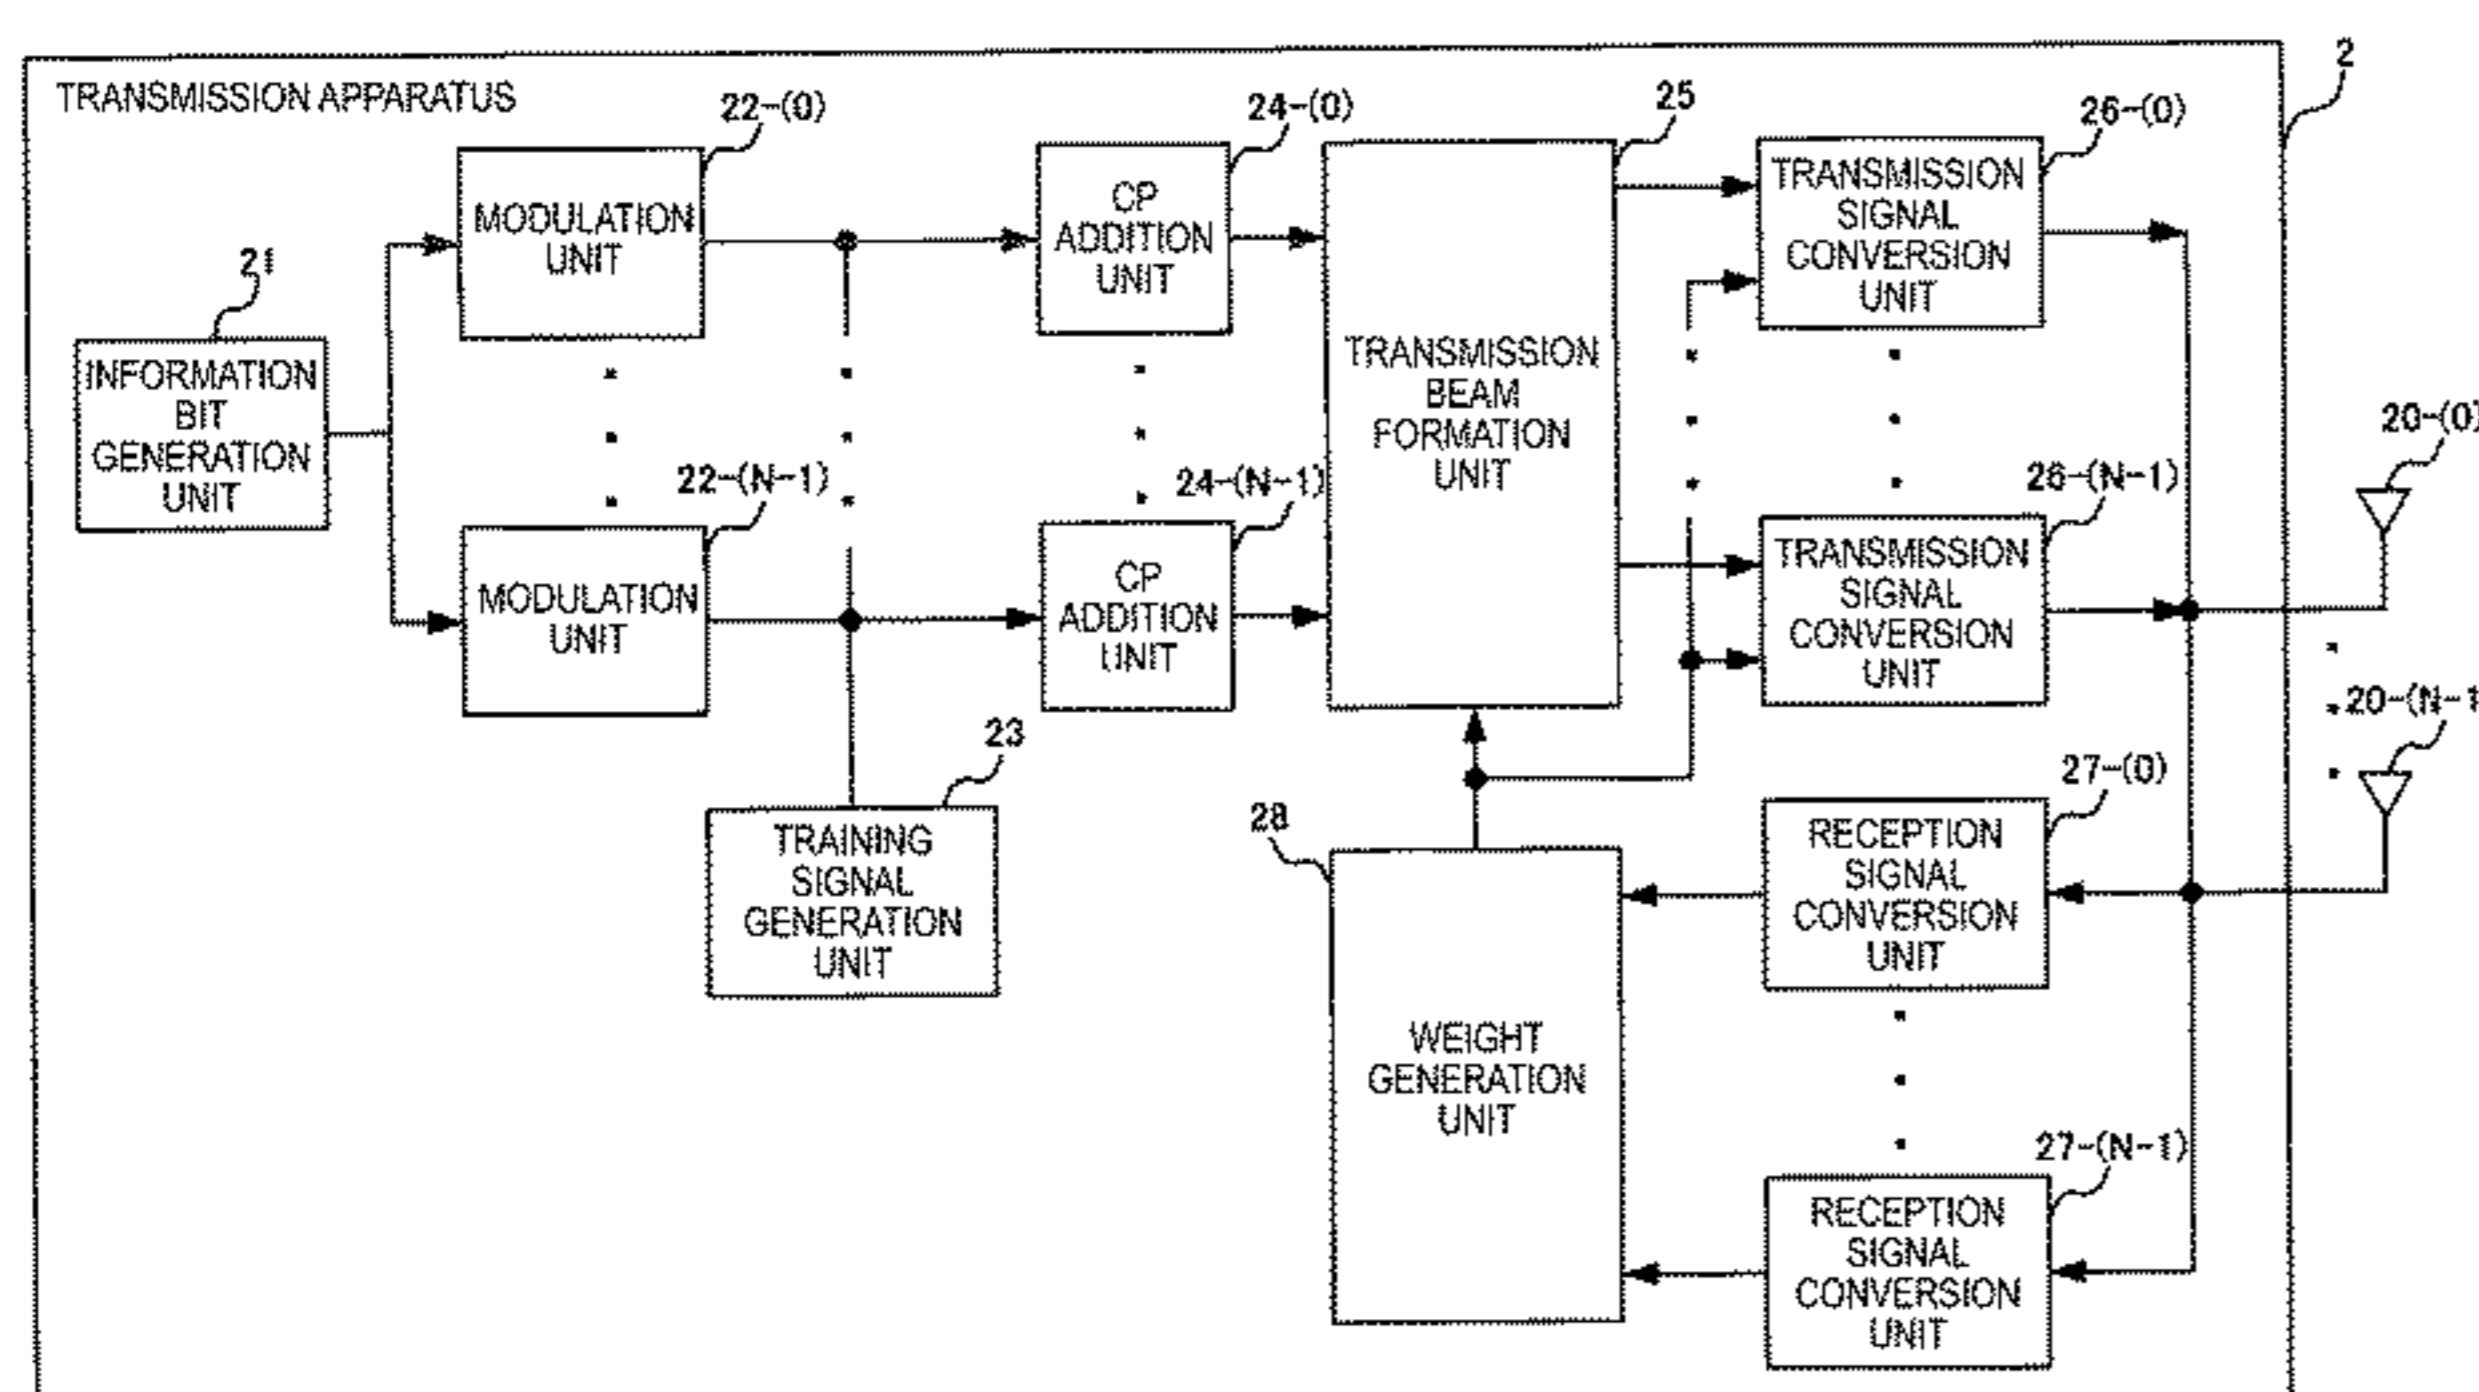 2
TRANSMISSION APPARATUS
22-(0)
24-(0)
25
26-(0)
MODULATION
UNIT
CP
ADDITION
UNIT
TRANSMISSION
SIGNAL
CONVERSION
UNIT
21
INFORMATION
BIT
GENERATION
UNIT
TRANSMISSION
BEAM
FORMATION
UNIT
20-(0)
22-(N-1)
24-(N-1)
26-(N-1)
MODULATION
UNIT
CP
ADDITION
UNIT
TRANSMISSION
SIGNAL
CONVERSION
UNIT
20-(N-1
23
TRAINING
SIGNAL
GENERATION
UNIT
28
27-(0)
RECEPTION
SIGNAL
CONVERSION
UNIT
WEIGHT
GENERATION
UNIT
27-(N-1)
RECEPTION
SIGNAL
CONVERSION
UNIT